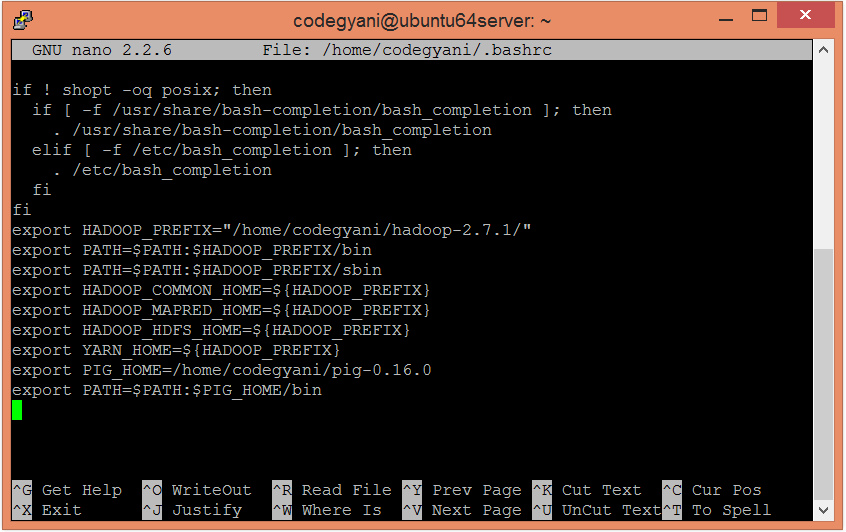 codegyani@ubuntu64server: ~
GNU nano 2.2.6 File: /home/codegyani/.bashrc
if ! shopt -oq posix; then
  if [ -f /usr/share/bash-completion/bash_completion ]; then
    . /usr/share/bash-completion/bash_completion
  elif [ -f /etc/bash_completion ]; then
    . /etc/bash_completion
  fi
fi
export HADOOP_PREFIX="/home/codegyani/hadoop-2.7.1/"
export PATH=$PATH:$HADOOP_PREFIX/bin
export PATH=$PATH:$HADOOP_PREFIX/sbin
export HADOOP_COMMON_HOME=${HADOOP_PREFIX}
export HADOOP_MAPRED_HOME=${HADOOP_PREFIX}
export HADOOP_HDFS_HOME=${HADOOP_PREFIX}
export YARN_HOME=${HADOOP_PREFIX}
export PIG_HOME=/home/codegyani/pig-0.16.0
export PATH=$PATH:$PIG_HOME/bin
^G Get Help ^O WriteOut ^R Read File ^Y Prev Page ^K Cut Text ^C Cur Pos
^X Exit ^J Justify ^W Where Is ^V Next Page ^U UnCut Text ^T To Spell